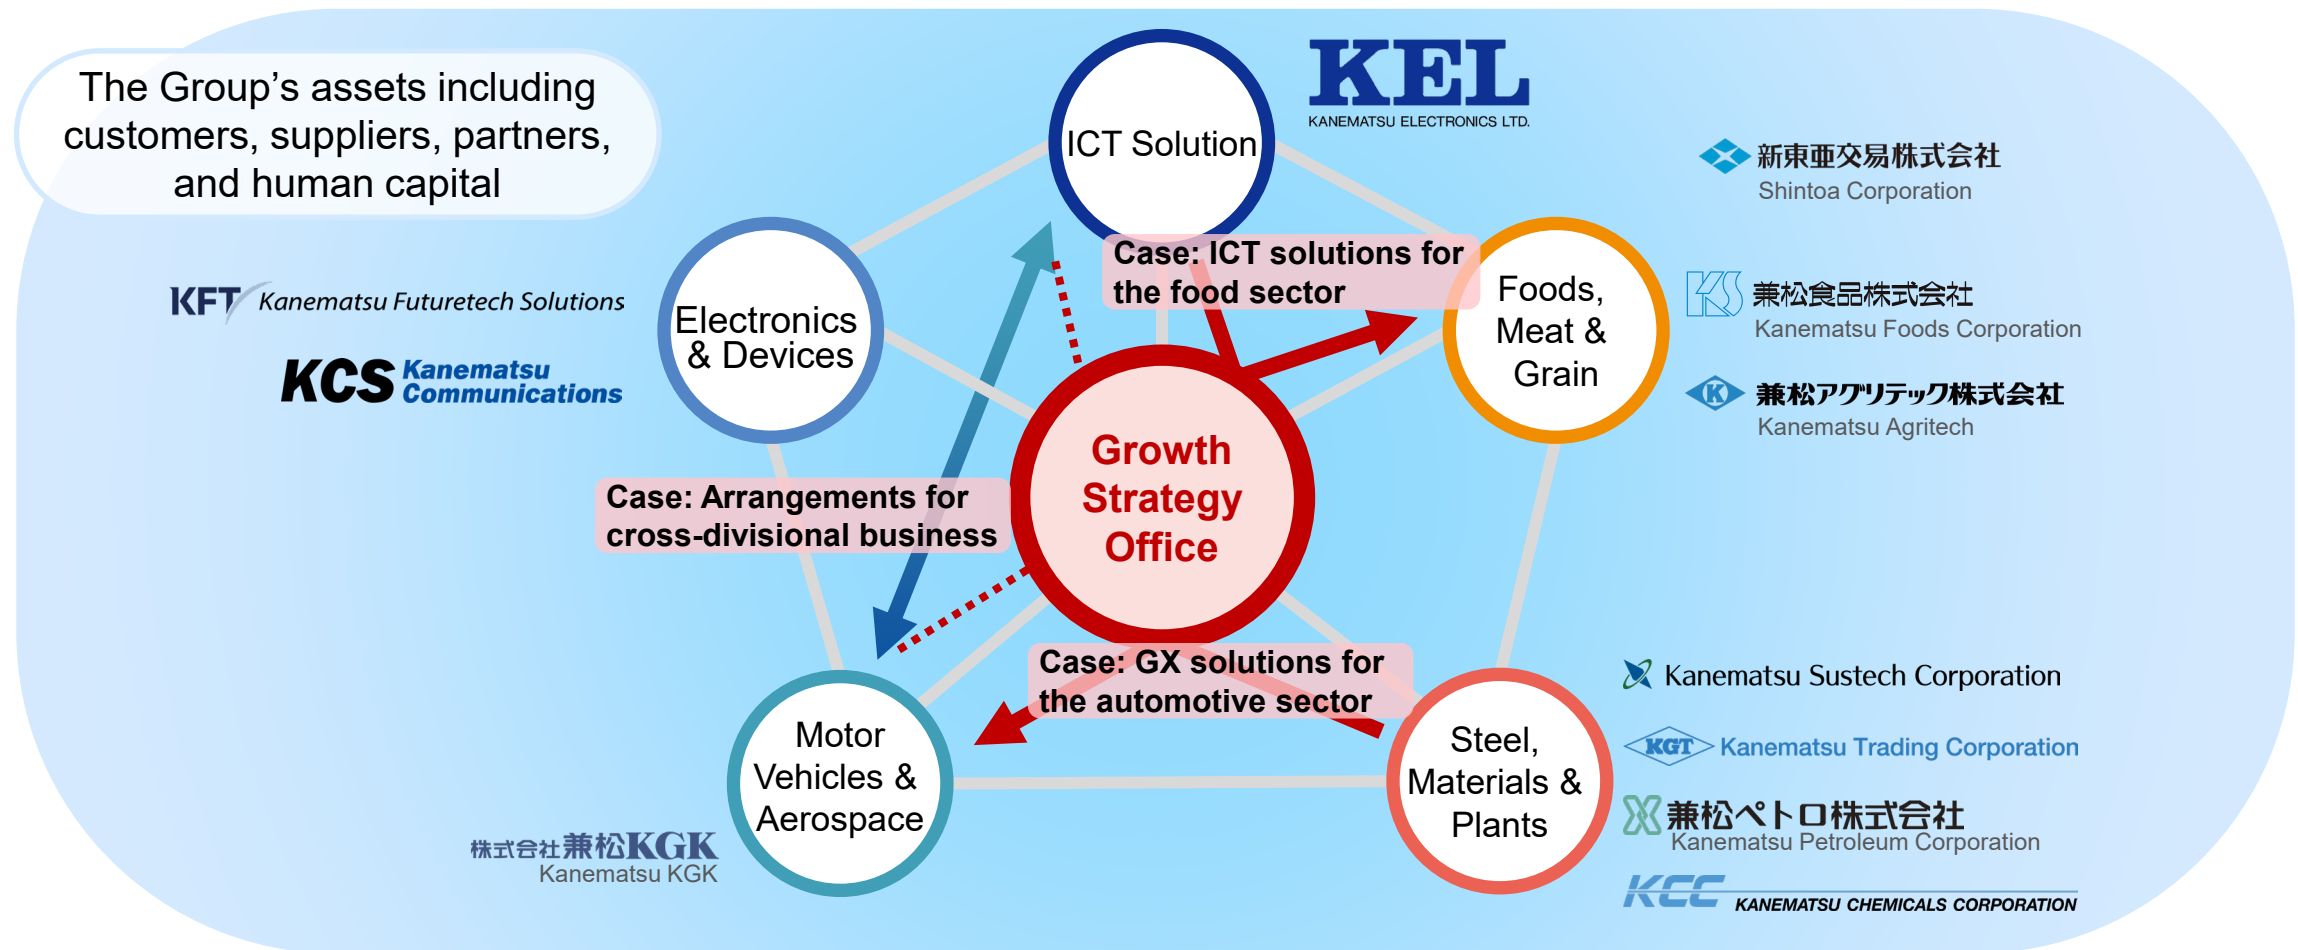 The Group’s assets including
customers, suppliers, partners,
and human capital
ICT Solution
KEL
KANEMATSU ELECTRONICS LTD.
新東亜交易株式会社
Shintoa Corporation
Case: ICT solutions for
the food sector
Electronics
& Devices
KFT Kanematsu Futuretech Solutions
KCS Kanematsu
Communications
Foods,
Meat &
Grain
KS 兼松食品株式会社
Kanematsu Foods Corporation
K 兼松アグリテック株式会社
Kanematsu Agritech
Growth
Strategy
Office
Case: Arrangements for
cross-divisional business
Case: GX solutions for
the automotive sector
Motor
Vehicles &
Aerospace
株式会社兼松KGK
Kanematsu KGK
Steel,
Materials &
Plants
Kanematsu Sustech Corporation
KGT Kanematsu Trading Corporation
兼松ペトロ株式会社
Kanematsu Petroleum Corporation
KCC KANEMATSU CHEMICALS CORPORATION